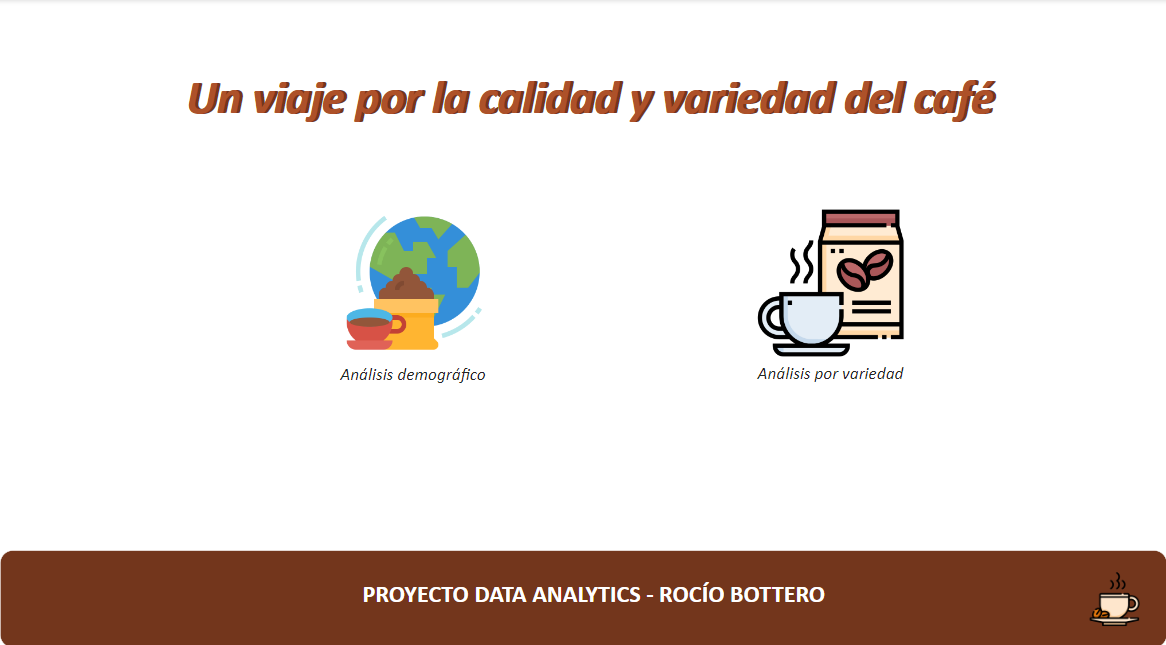 Un viaje por la calidad y variedad del café
Análisis demográfico
Análisis por variedad
PROYECTO DATA ANALYTICS - ROCÍO BOTTERO